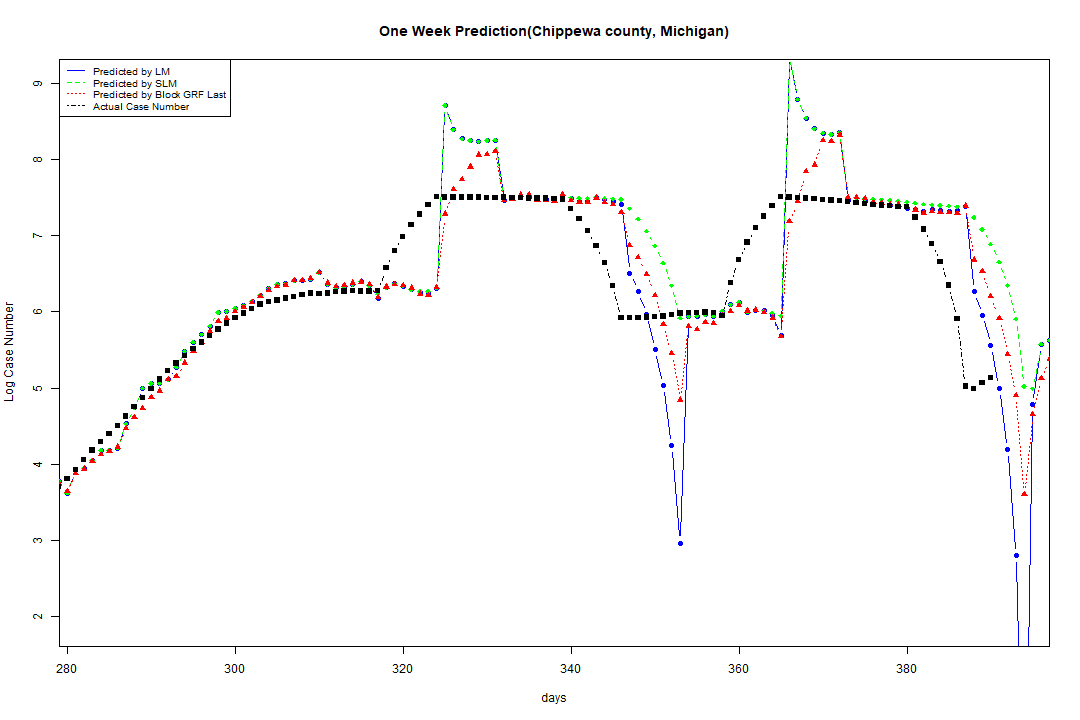 One Week Prediction(Chippewa county, Michigan)
Predicted by LM
Predicted by SLM
Predicted by Block GRF Last
Actual Case Number
9
8
7
6
5
4
3
2
Log Case Number
280 300 320 340 360 380
days